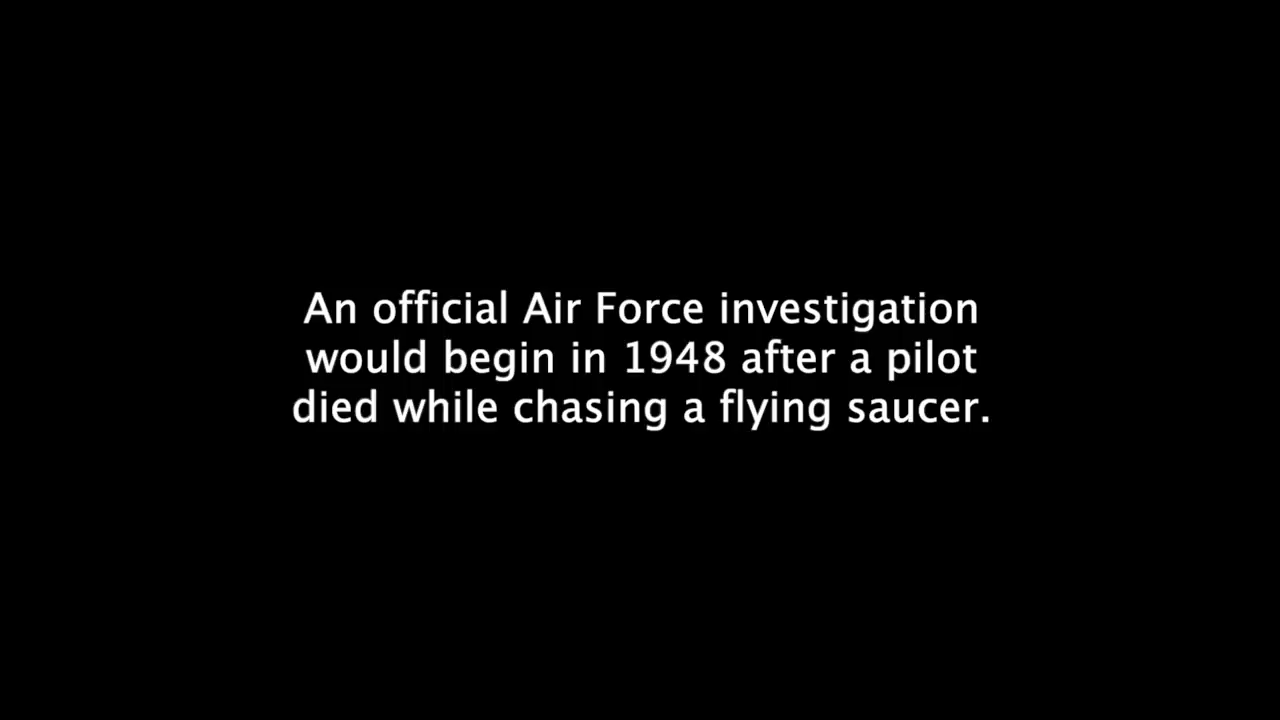 An official Air Force investigation
would begin in 1948 after a pilot
died while chasing a flying saucer.